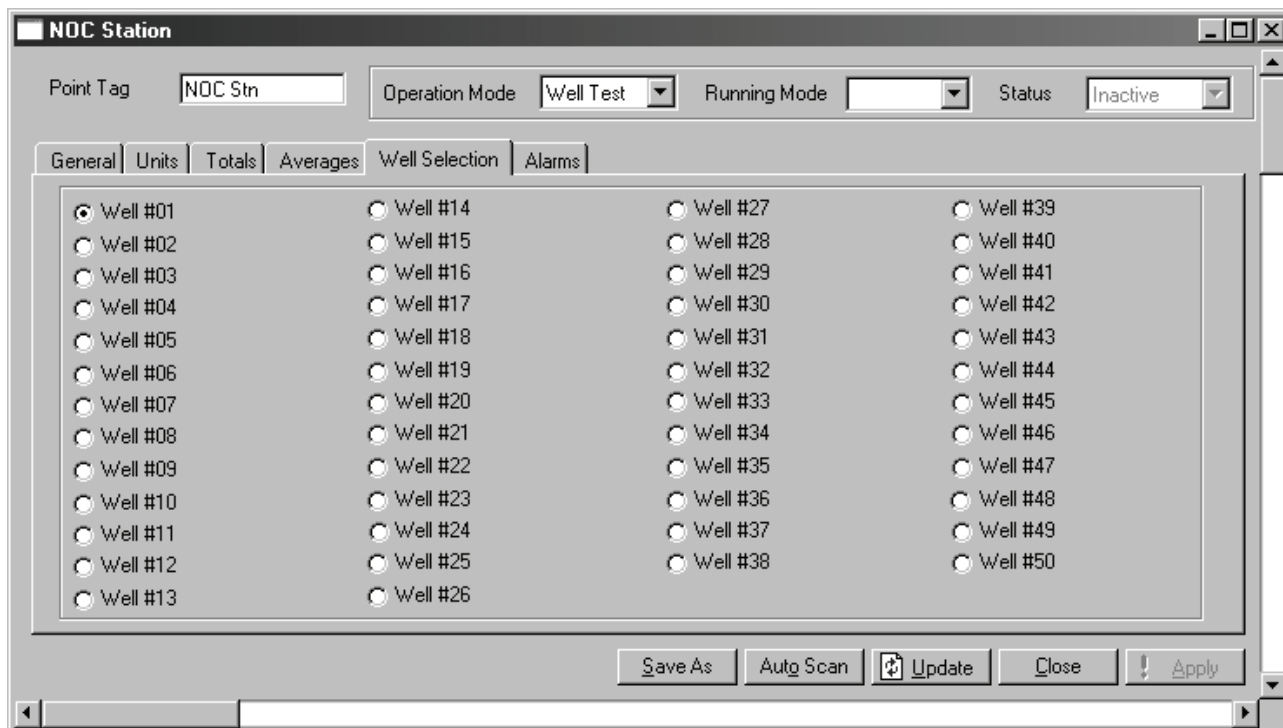 NOC Station
Point Tag NOC Stn Operation Mode Well Test Running Mode Status Inactive
General Units Totals Averages Well Selection Alarms
Well #01 Well #14 Well #27 Well #39
Well #02 Well #15 Well #28 Well #40
Well #03 Well #16 Well #29 Well #41
Well #04 Well #17 Well #30 Well #42
Well #05 Well #18 Well #31 Well #43
Well #06 Well #19 Well #32 Well #44
Well #07 Well #20 Well #33 Well #45
Well #08 Well #21 Well #34 Well #46
Well #09 Well #22 Well #35 Well #47
Well #10 Well #23 Well #36 Well #48
Well #11 Well #24 Well #37 Well #49
Well #12 Well #25 Well #38 Well #50
Well #13 Well #26
Save As Auto Scan Update Close Apply